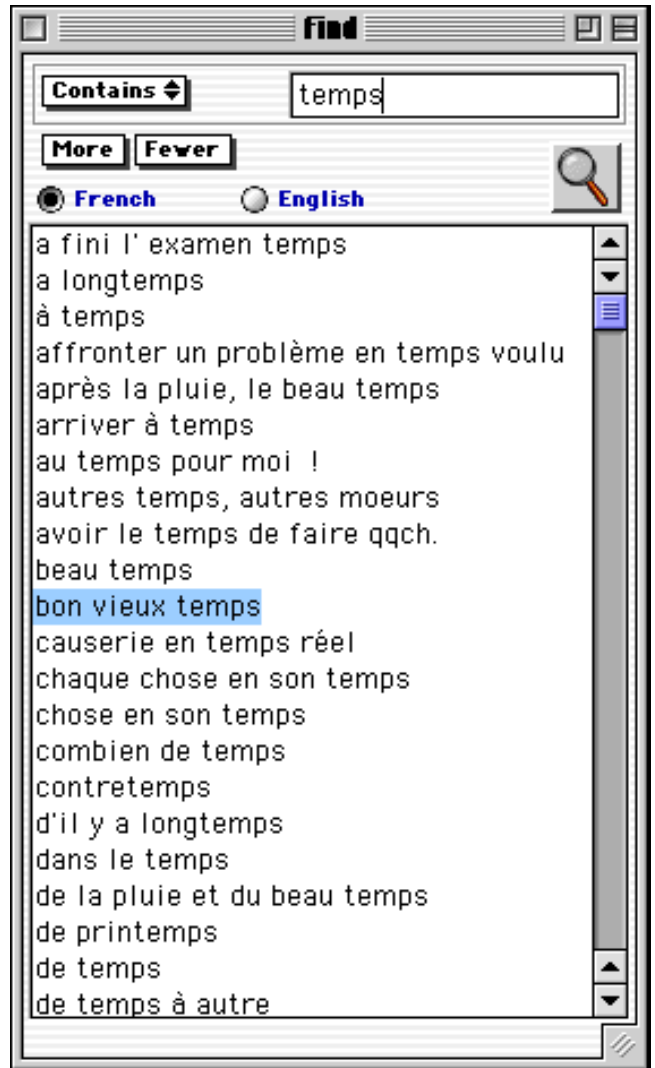 Find
Contains
temps
More Fewer
French English
a fini l' examen temps
a longtemps
à temps
affronter un problème en temps voulu
après la pluie, le beau temps
arriver à temps
au temps pour moi !
autres temps, autres moeurs
avoir le temps de faire qqch.
beau temps
bon vieux temps
causerie en temps réel
chaque chose en son temps
chose en son temps
combien de temps
contretemps
d'il y a longtemps
dans le temps
de la pluie et du beau temps
de printemps
de temps
de temps à autre